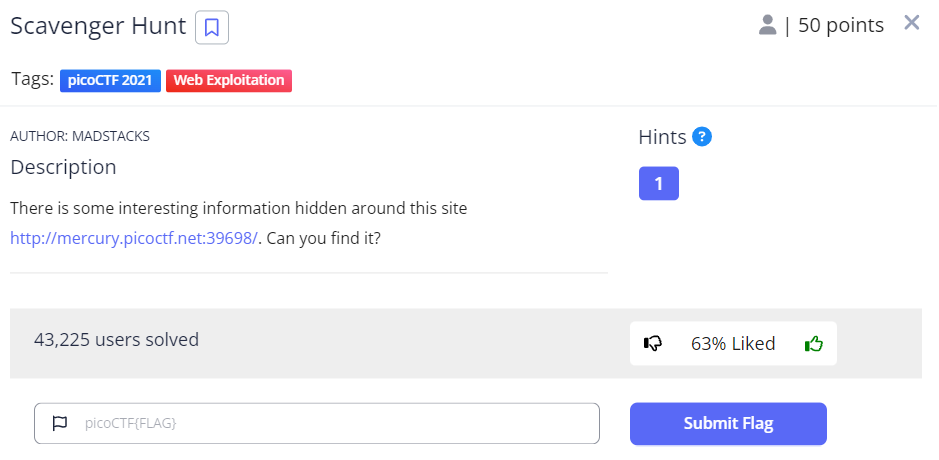 Scavenger Hunt
| 50 points
Tags: picoCTF 2021 Web Exploitation
AUTHOR: MADSTACKS
Hints ?
Description
1
There is some interesting information hidden around this site
http://mercury.picoctf.net:39698/. Can you find it?
43,225 users solved
63% Liked
picoCTF{FLAG}
Submit Flag